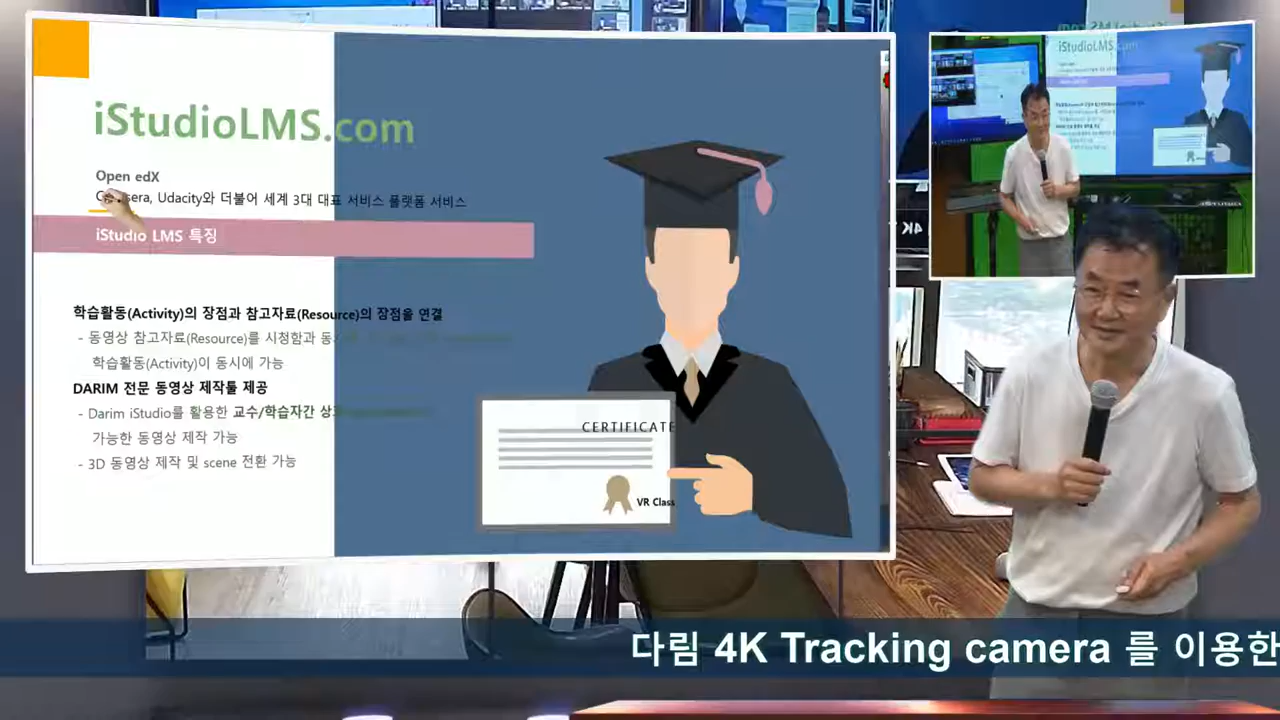 iStudioLMS.com
Open edX
Udacity와 더불어 세계 3대 대표 서비스 플랫폼 서비스
iStudio LMS 특징
학습활동(Activity)의 장점과 참고자료(Resource)의 장점을 연결
- 동영상 참고자료(Resource)를 시청함과
학습활동(Activity)이 동시에 가능
DARIM 전문 동영상 제작툴 제공
- Darim iStudio를 활용한 교수/학습자간
가능한 동영상 제작 가능
- 3D 동영상 제작 및 scene 전환 가능
CERTIFICATE
VR Class
iStudioLMS.com
다림 4K Tracking camera 를 이용한